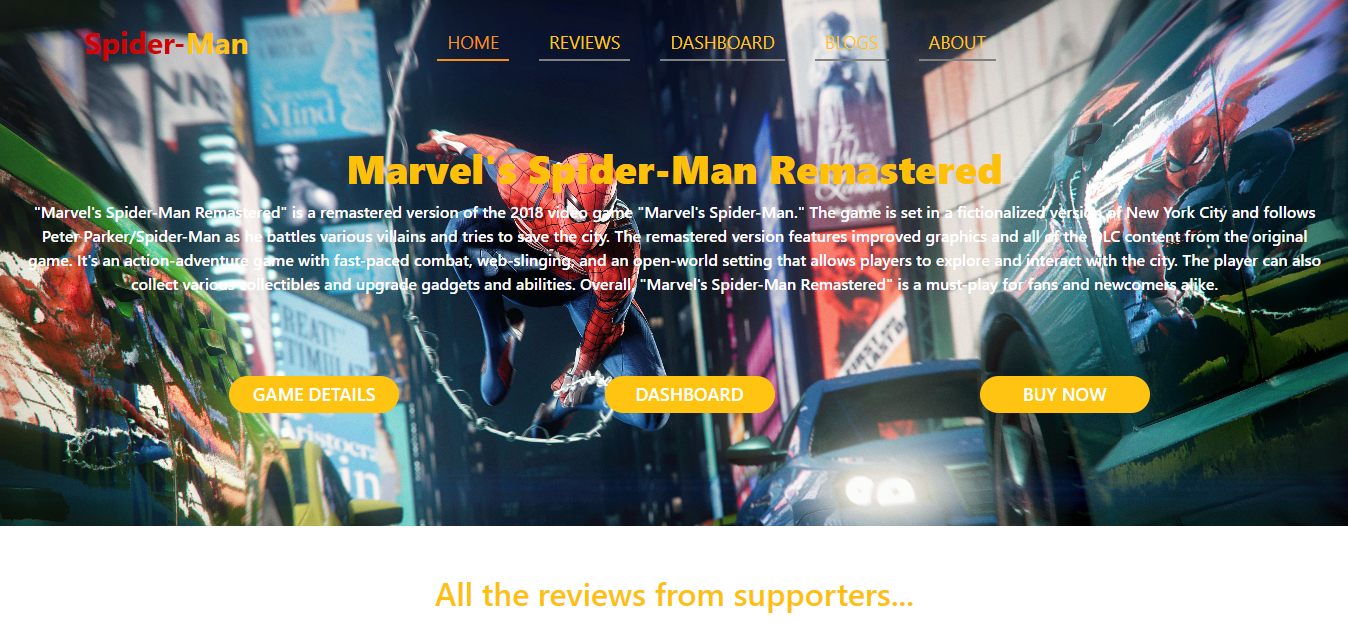 Spider-Man
HOME REVIEWS DASHBOARD BLOGS ABOUT
Mind
Marvel's Spider-Man Remastered
"Marvel's Spider-Man Remastered" is a remastered version of the 2018 video game "Marvel's Spider-Man." The game is set in a fictionalized version of New York City and follows
Peter Parker/Spider-Man as he battles various villains and tries to save the city. The remastered version features improved graphics and all of the DLC content from the original
game. It's an action-adventure game with fast-paced combat, web-slinging, and an open-world setting that allows players to explore and interact with the city. The player can also
collect various collectibles and upgrade gadgets and abilities. Overall, "Marvel's Spider-Man Remastered" is a must-play for fans and newcomers alike.
GAME DETAILS DASHBOARD BUY NOW
All the reviews from supporters...